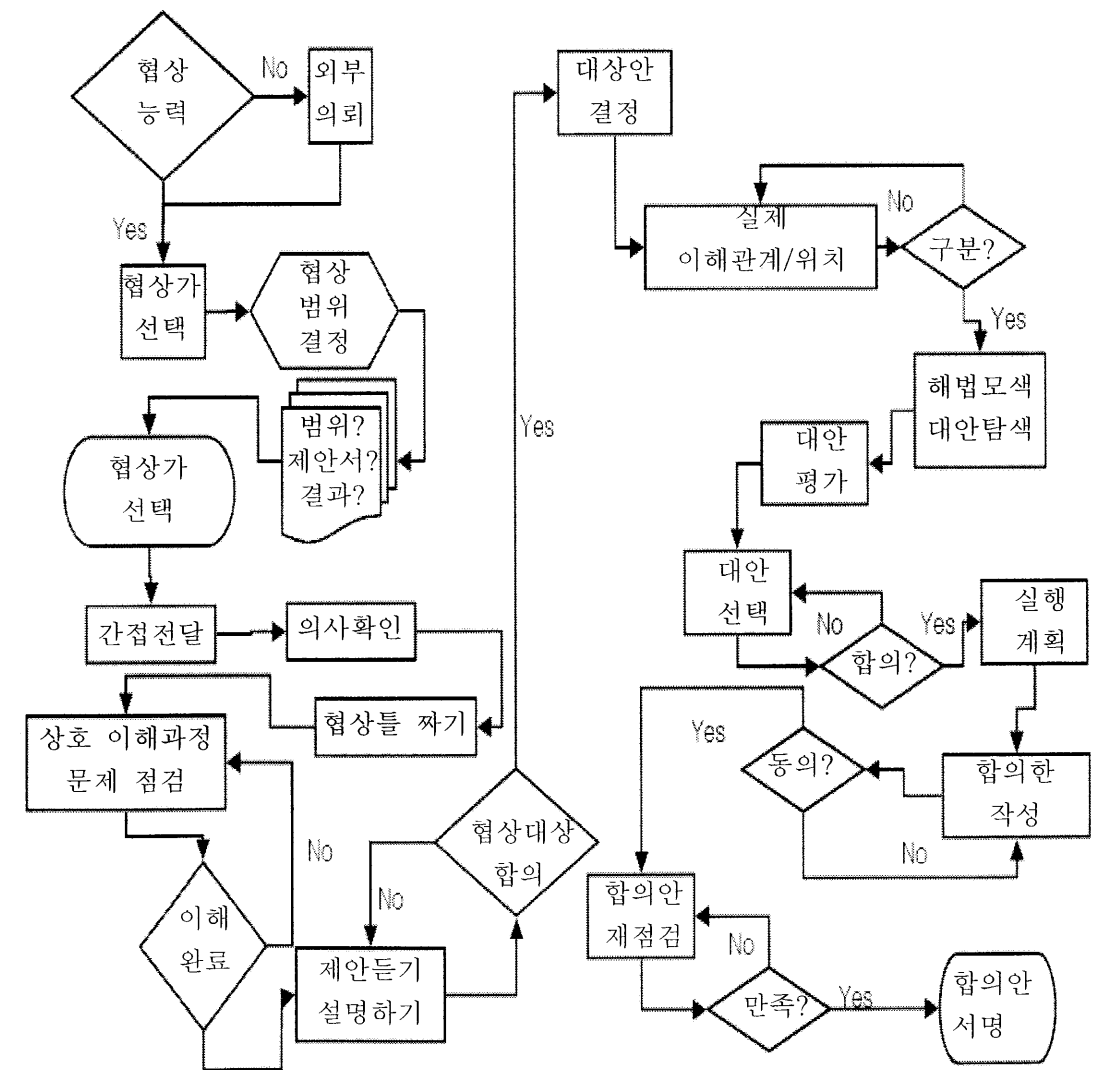 협상
능력
No
외부
의뢰
Yes
협상가
선택
협상
범위
결정
범위?
제안서?
결과?
협상가
선택
간접전달
의사확인
협상틀 짜기
상호 이해과정
문제 점검
No
이해
완료
제안듣기
설명하기
No
협상대상
합의
Yes
대상안
결정
실제
이해관계/위치
No
구분?
Yes
해법모색
대안탐색
대안
평가
대안
선택
No
합의?
Yes
실행
계획
합의한
작성
동의?
No
Yes
합의안
재점검
No
만족?
Yes
합의안
서명